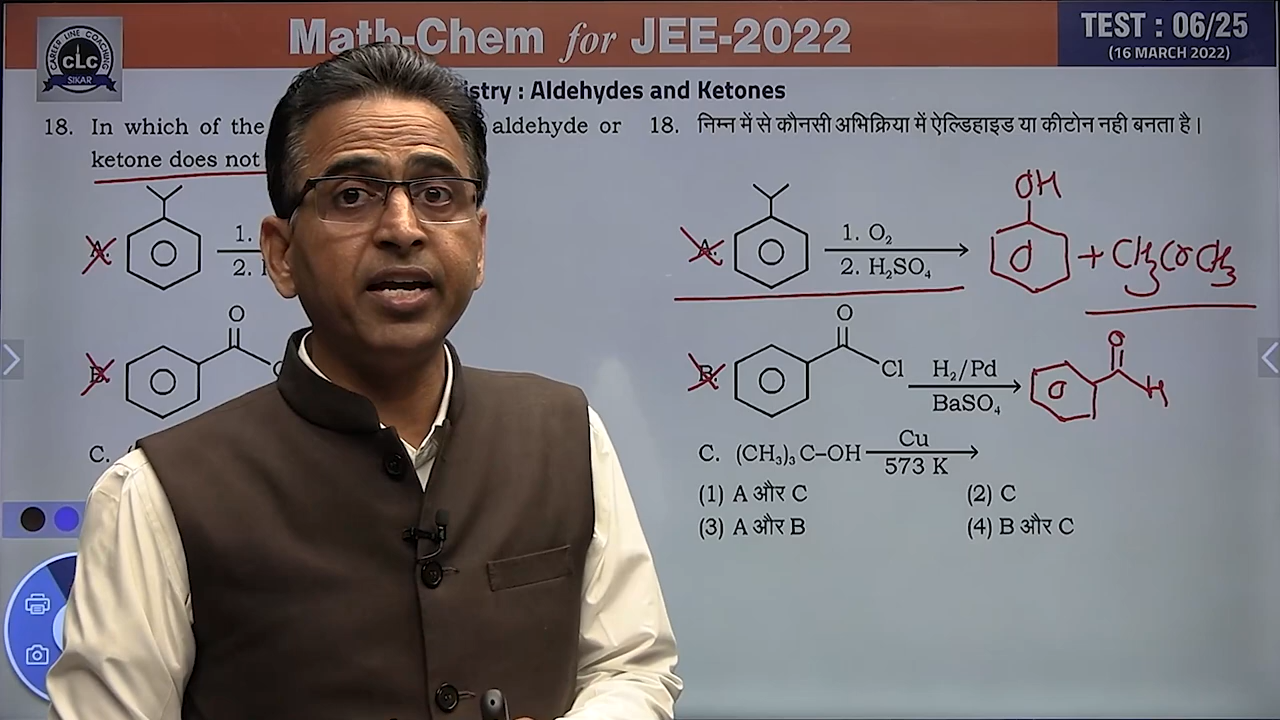 Math-Chem for JEE-2022
TEST : 06/25
(16 MARCH 2022)
CAREER LINE COACHING
CLC
SIKAR
: Aldehydes and Ketones
18. In which of the
aldehyde or
ketone does not
18. निम्न में से कौनसी अभिक्रिया में ऐल्डिहाइड या कीटोन नही बनता है।
A.
1.
2.
A.
1. O₂
2. H₂SO₄
OH
+ CH₃COCH₃
B.
O
B.
O
Cl
H₂/Pd
BaSO₄
O
H
C.
C. (CH₃)₃C–OH
Cu
573 K
(1) A और C
(2) C
(3) A और B
(4) B और C